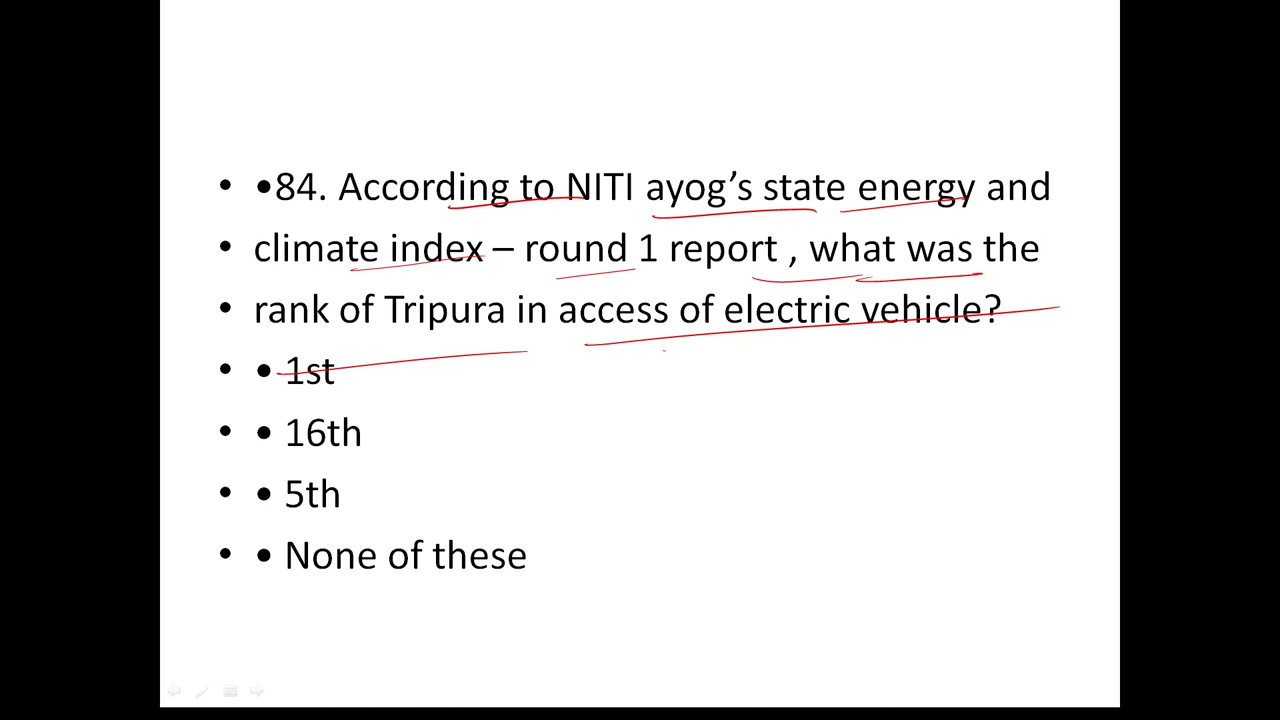 • •84. According to NITI ayog’s state energy and
• climate index – round 1 report , what was the
• rank of Tripura in access of electric vehicle?
• • 1st
• • 16th
• • 5th
• • None of these